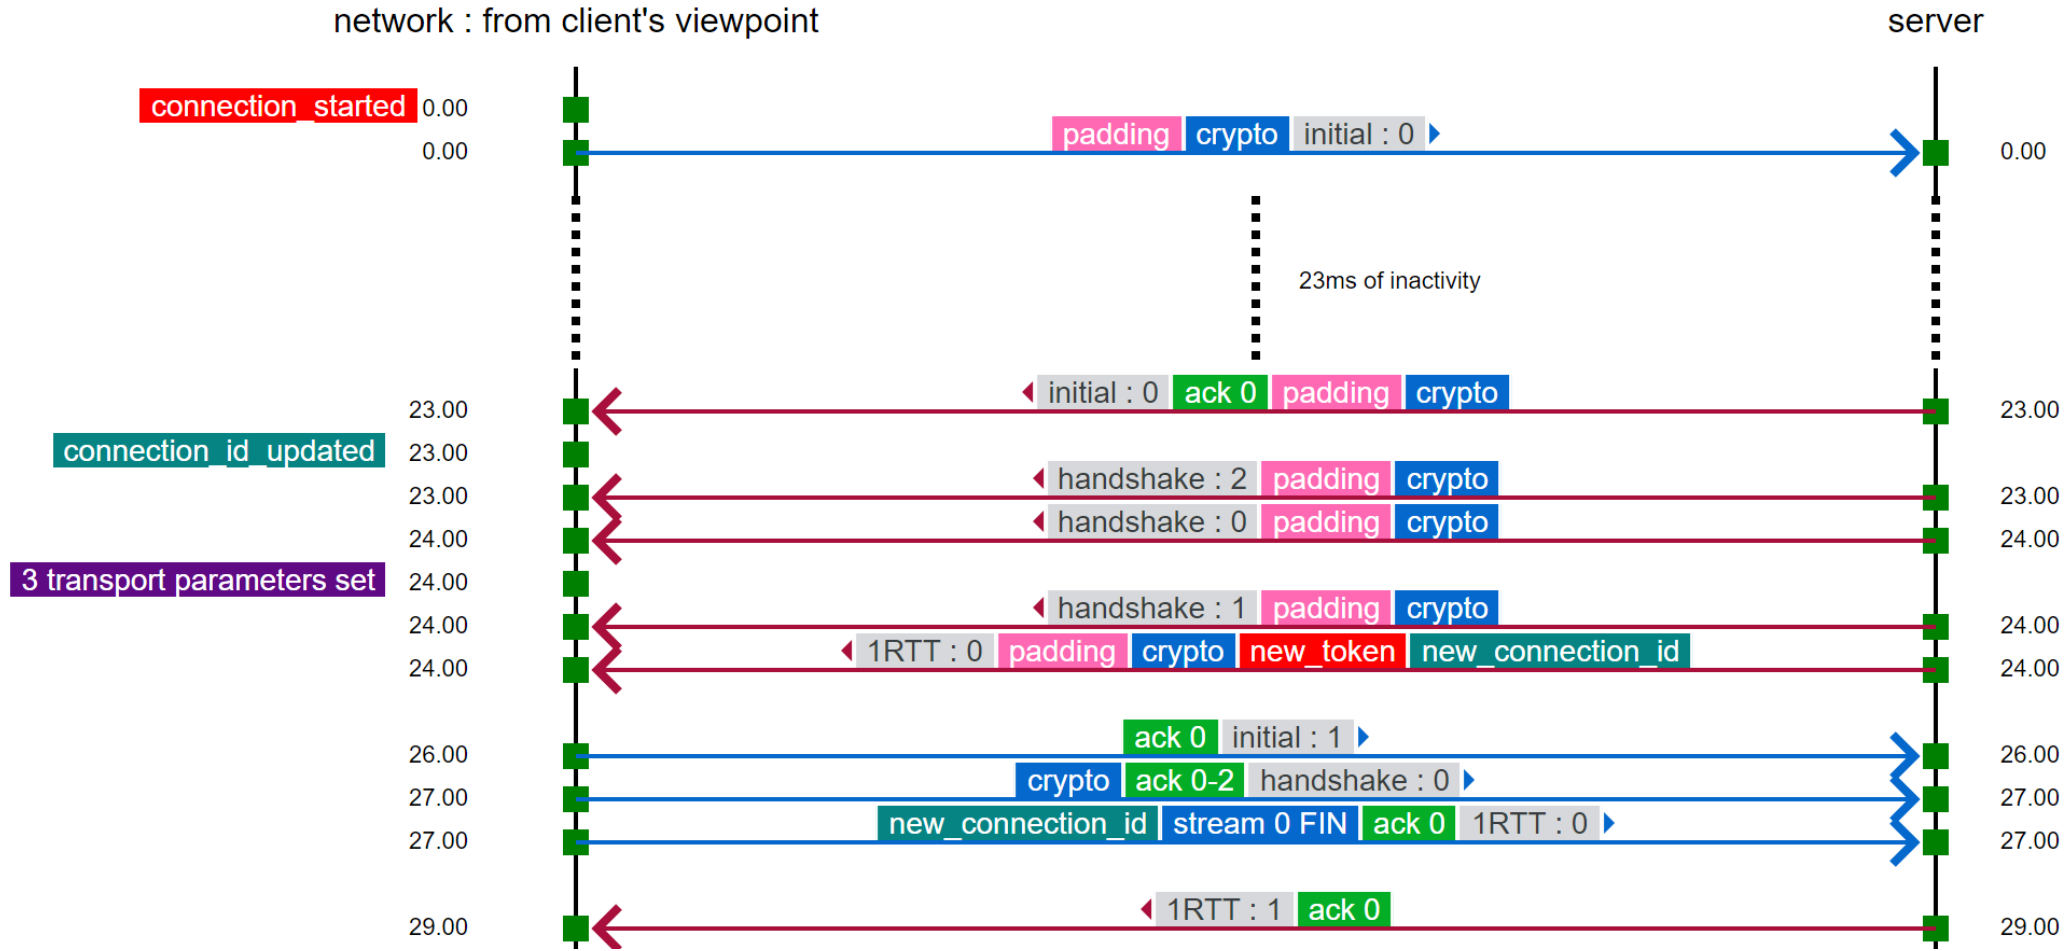 network : from client's viewpoint server
connection_started 0.00
padding crypto initial : 0
0.00 0.00
23ms of inactivity
initial : 0 ack 0 padding crypto
23.00 23.00
connection_id_updated 23.00
handshake : 2 padding crypto
23.00 23.00
handshake : 0 padding crypto
24.00 24.00
3 transport parameters set 24.00
handshake : 1 padding crypto
24.00 24.00
1RTT : 0 padding crypto new_token new_connection_id
24.00 24.00
ack 0 initial : 1
26.00 26.00
crypto ack 0-2 handshake : 0
27.00 27.00
new_connection_id stream 0 FIN ack 0 1RTT : 0
27.00 27.00
1RTT : 1 ack 0
29.00 29.00